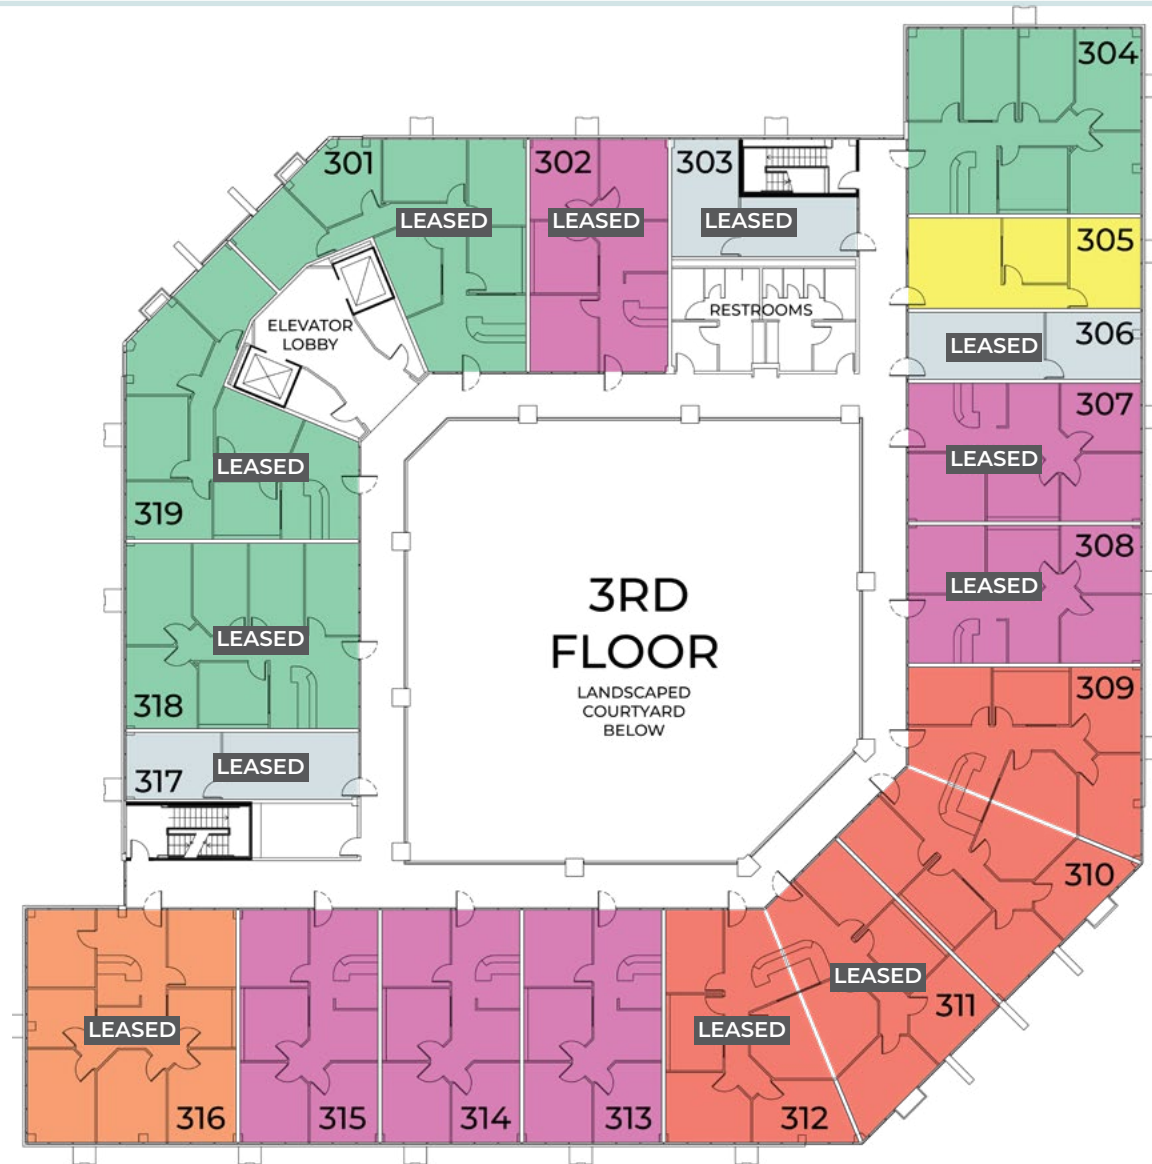 304
301
302
303
LEASED
LEASED
LEASED
305
ELEVATOR
LOBBY
RESTROOMS
306
LEASED
307
LEASED
LEASED
319
308
LEASED
3RD
FLOOR
LANDSCAPED
COURTYARD
BELOW
LEASED
318
309
LEASED
317
310
LEASED
311
LEASED
LEASED
316
315
314
313
312